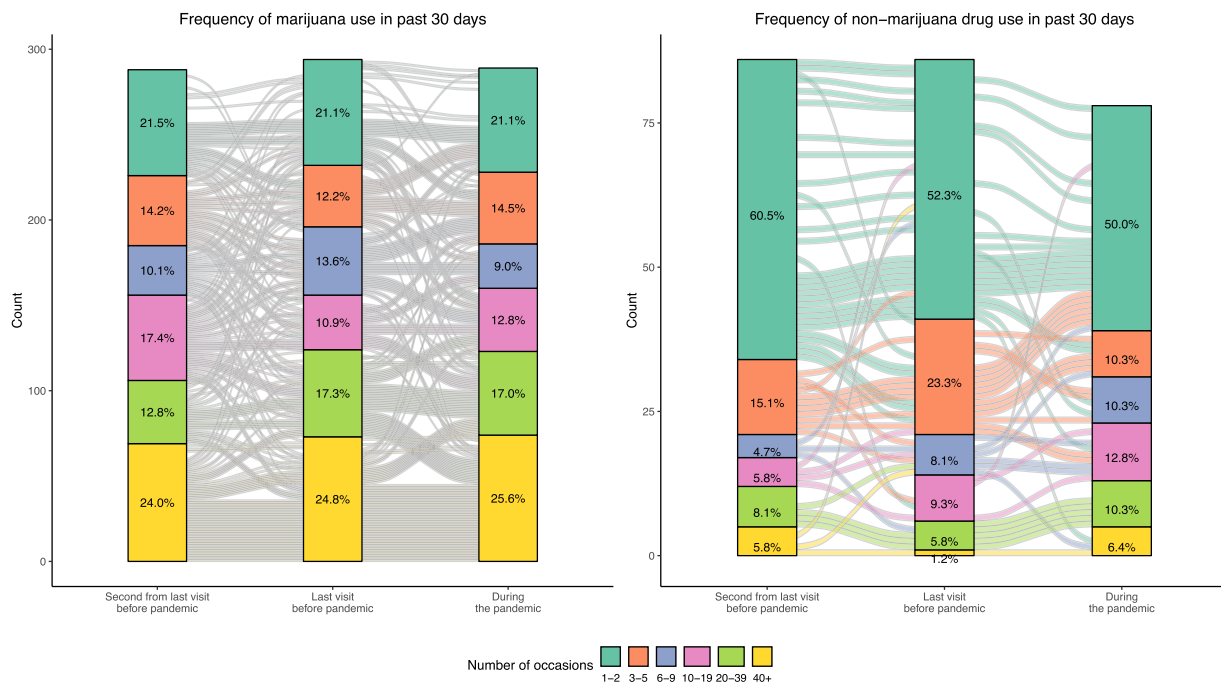 Frequency of marijuana use in past 30 days
300
200
100
0
Count
21.5%
14.2%
10.1%
17.4%
12.8%
24.0%
21.1%
12.2%
13.6%
10.9%
17.3%
24.8%
21.1%
14.5%
9.0%
12.8%
17.0%
25.6%
Second from last visit
before pandemic
Last visit
before pandemic
During
the pandemic
Frequency of non−marijuana drug use in past 30 days
75
50
25
0
Count
60.5%
15.1%
4.7%
5.8%
8.1%
5.8%
52.3%
23.3%
8.1%
9.3%
5.8%
1.2%
50.0%
10.3%
10.3%
12.8%
10.3%
6.4%
Second from last visit
before pandemic
Last visit
before pandemic
During
the pandemic
Number of occasions
1−2 3−5 6−9 10−19 20−39 40+